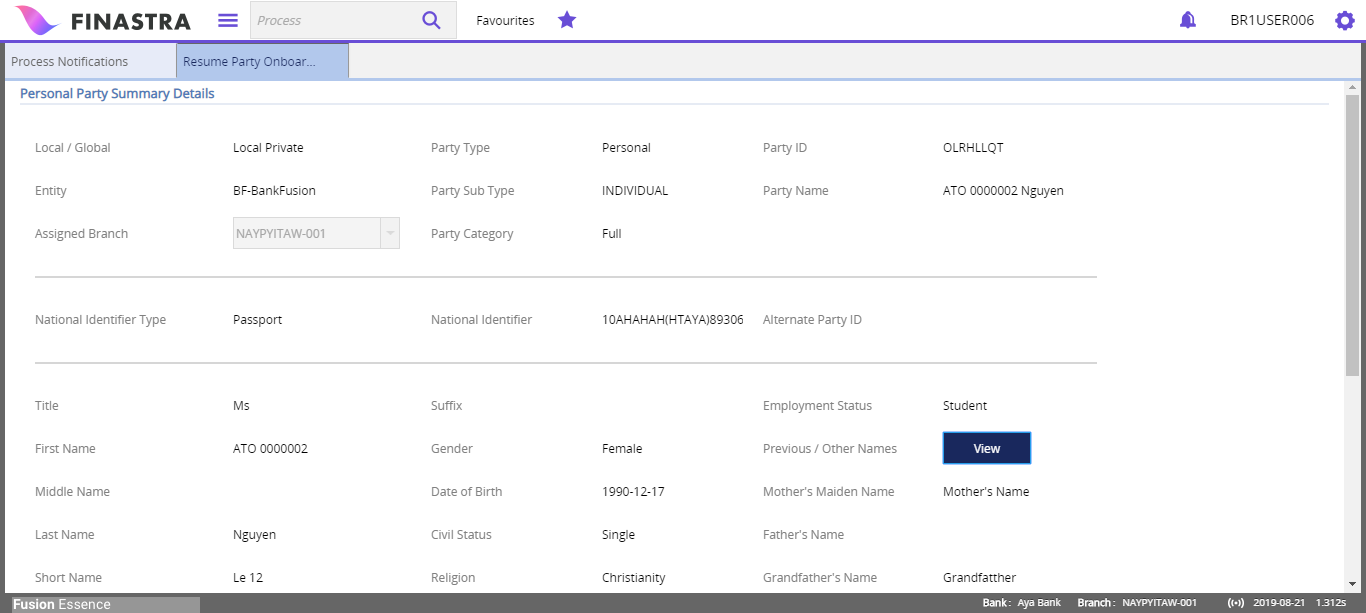 FINASTRA Process Favourites BR1USER006
Process Notifications Resume Party Onboar...
Personal Party Summary Details
Local / Global Local Private Party Type Personal Party ID OLRHLLQT
Entity BF-BankFusion Party Sub Type INDIVIDUAL Party Name ATO 0000002 Nguyen
Assigned Branch NAYPYITAW-001 Party Category Full
National Identifier Type Passport National Identifier 10AHAHAH(HTAYA)89306 Alternate Party ID
Title Ms Suffix Employment Status Student
First Name ATO 0000002 Gender Female Previous / Other Names View
Middle Name Date of Birth 1990-12-17 Mother's Maiden Name Mother's Name
Last Name Nguyen Civil Status Single Father's Name
Short Name Le 12 Religion Christianity Grandfather's Name Grandfatther
Fusion Essence Bank : Aya Bank Branch : NAYPYITAW-001 2019-08-21 1.312s